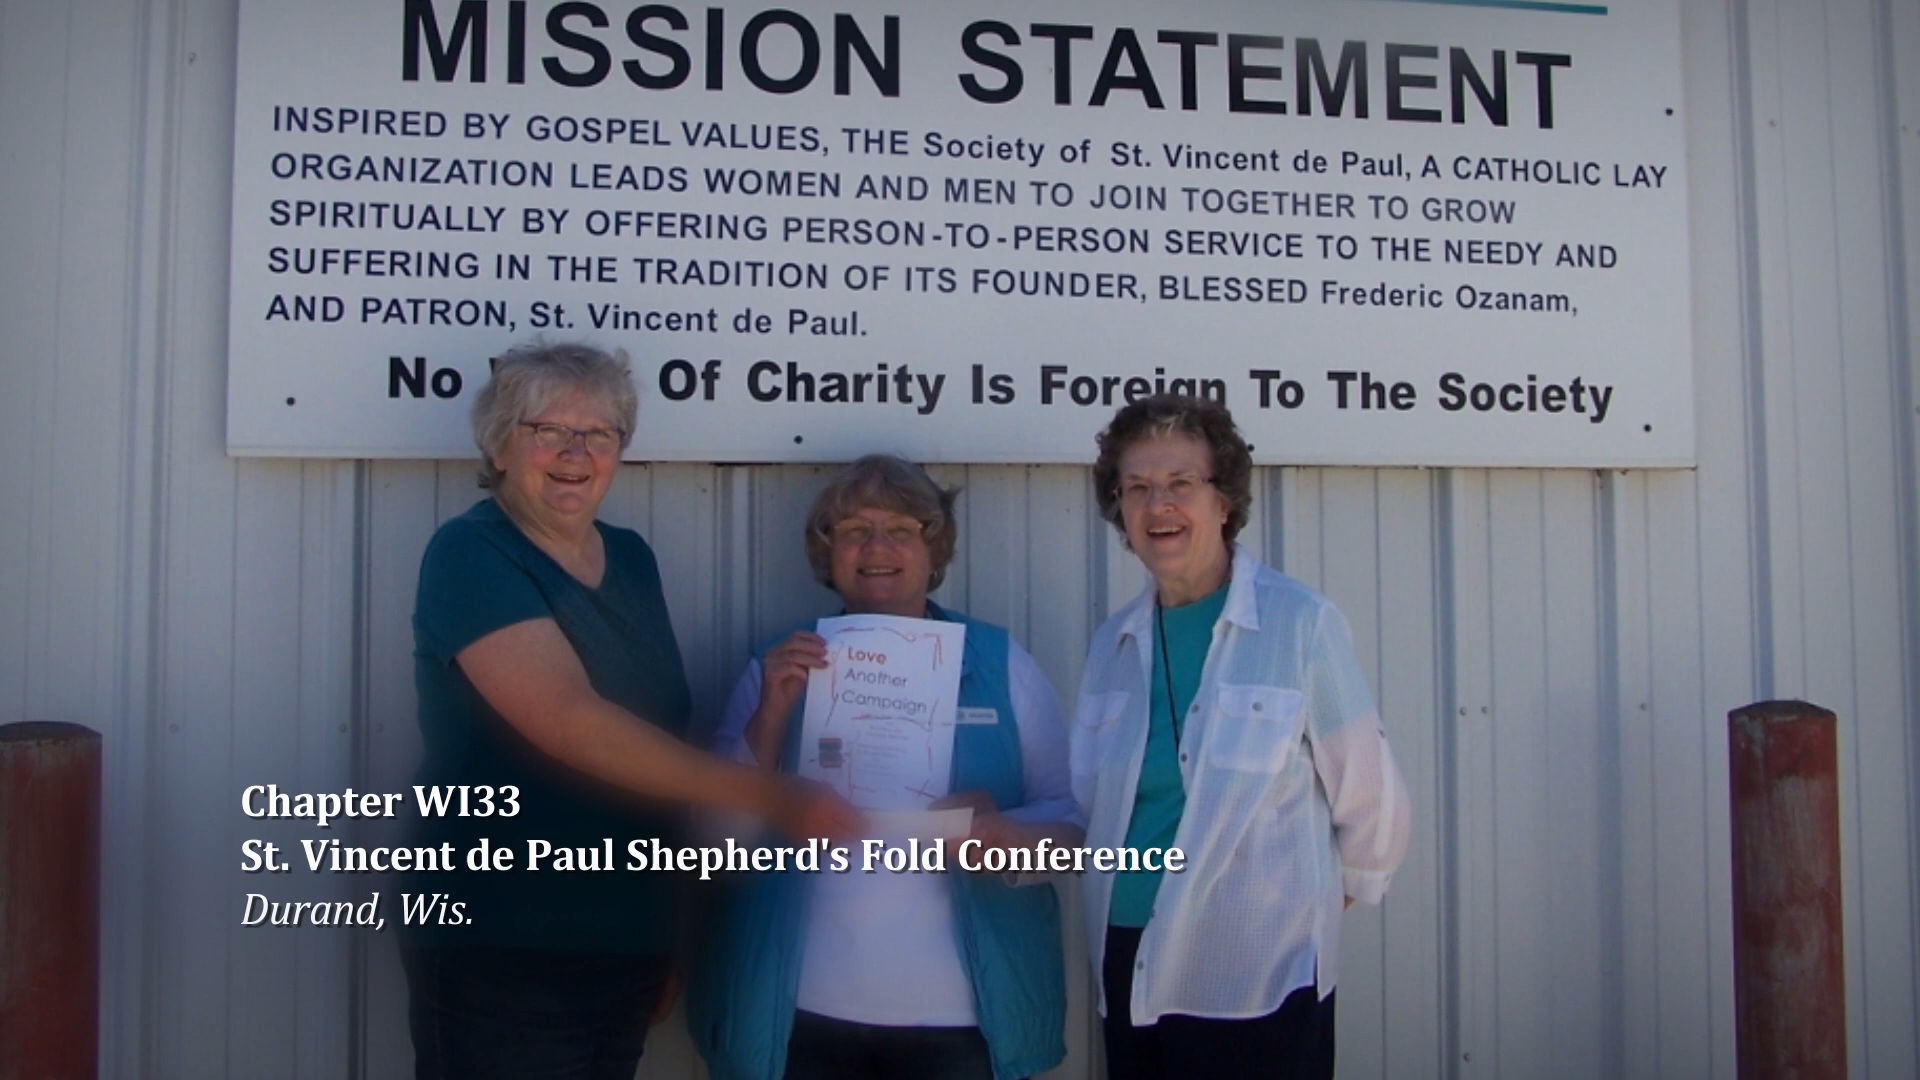 MISSION STATEMENT
INSPIRED BY GOSPEL VALUES, THE Society of St. Vincent de Paul, A CATHOLIC LAY
ORGANIZATION LEADS WOMEN AND MEN TO JOIN TOGETHER TO GROW
SPIRITUALLY BY OFFERING PERSON-TO-PERSON SERVICE TO THE NEEDY AND
SUFFERING IN THE TRADITION OF ITS FOUNDER, BLESSED Frederic Ozanam,
AND PATRON, St. Vincent de Paul.
No Of Charity Is Foreign To The Society
Love
Another
Campaign
Chapter WI33
St. Vincent de Paul Shepherd's Fold Conference
Durand, Wis.